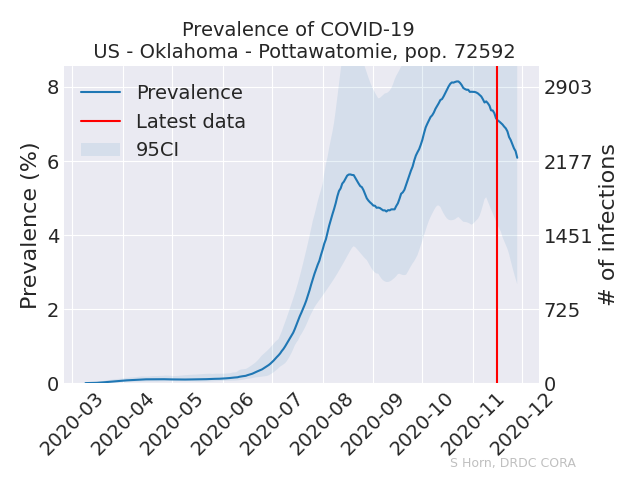 Prevalence of COVID-19
US - Oklahoma - Pottawatomie, pop. 72592
Prevalence
Latest data
95CI
Prevalence (%)
8
6
4
2
0
2903
2177
1451
725
0
# of infections
2020-03
2020-04
2020-05
2020-06
2020-07
2020-08
2020-09
2020-10
2020-11
2020-12
S Horn, DRDC CORA